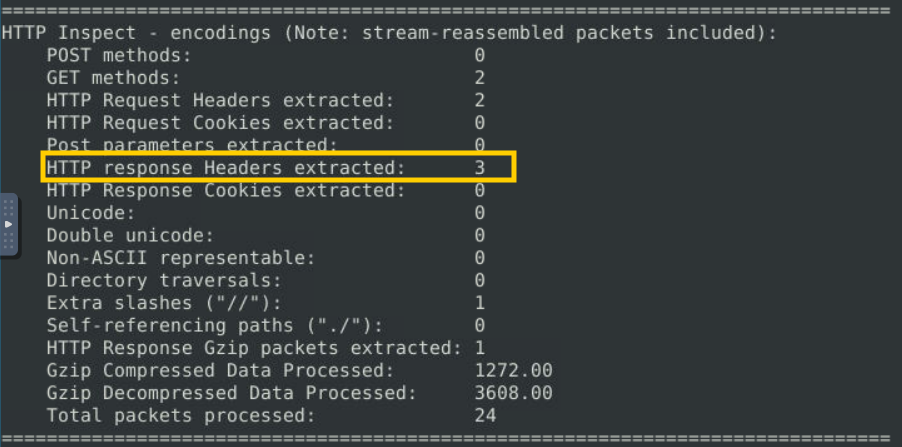 ===============================================================================
HTTP Inspect - encodings (Note: stream-reassembled packets included):
    POST methods:                         0
    GET methods:                          2
    HTTP Request Headers extracted:       2
    HTTP Request Cookies extracted:       0
    Post parameters extracted:            0
    HTTP response Headers extracted:      3
    HTTP Response Cookies extracted:      0
    Unicode:                              0
    Double unicode:                       0
    Non-ASCII representable:              0
    Directory traversals:                 0
    Extra slashes ("//"):                 1
    Self-referencing paths ("./"):        0
    HTTP Response Gzip packets extracted: 1
    Gzip Compressed Data Processed:       1272.00
    Gzip Decompressed Data Processed:     3608.00
    Total packets processed:              24
===============================================================================